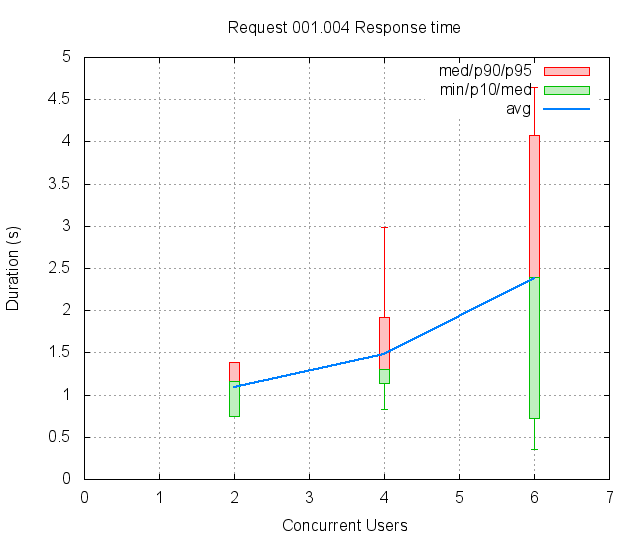 Request 001.004 Response time
med/p90/p95
min/p10/med
avg
Duration (s)
5
4.5
4
3.5
3
2.5
2
1.5
1
0.5
0
0 1 2 3 4 5 6 7
Concurrent Users